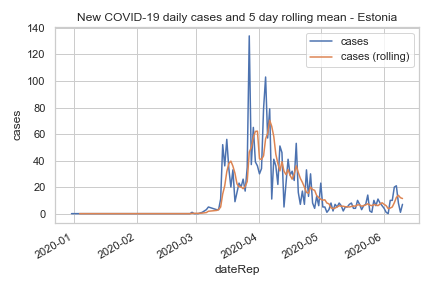 New COVID-19 daily cases and 5 day rolling mean - Estonia
cases
cases (rolling)
140
120
100
80
60
40
20
0
cases
2020-01
2020-02
2020-03
2020-04
2020-05
2020-06
dateRep